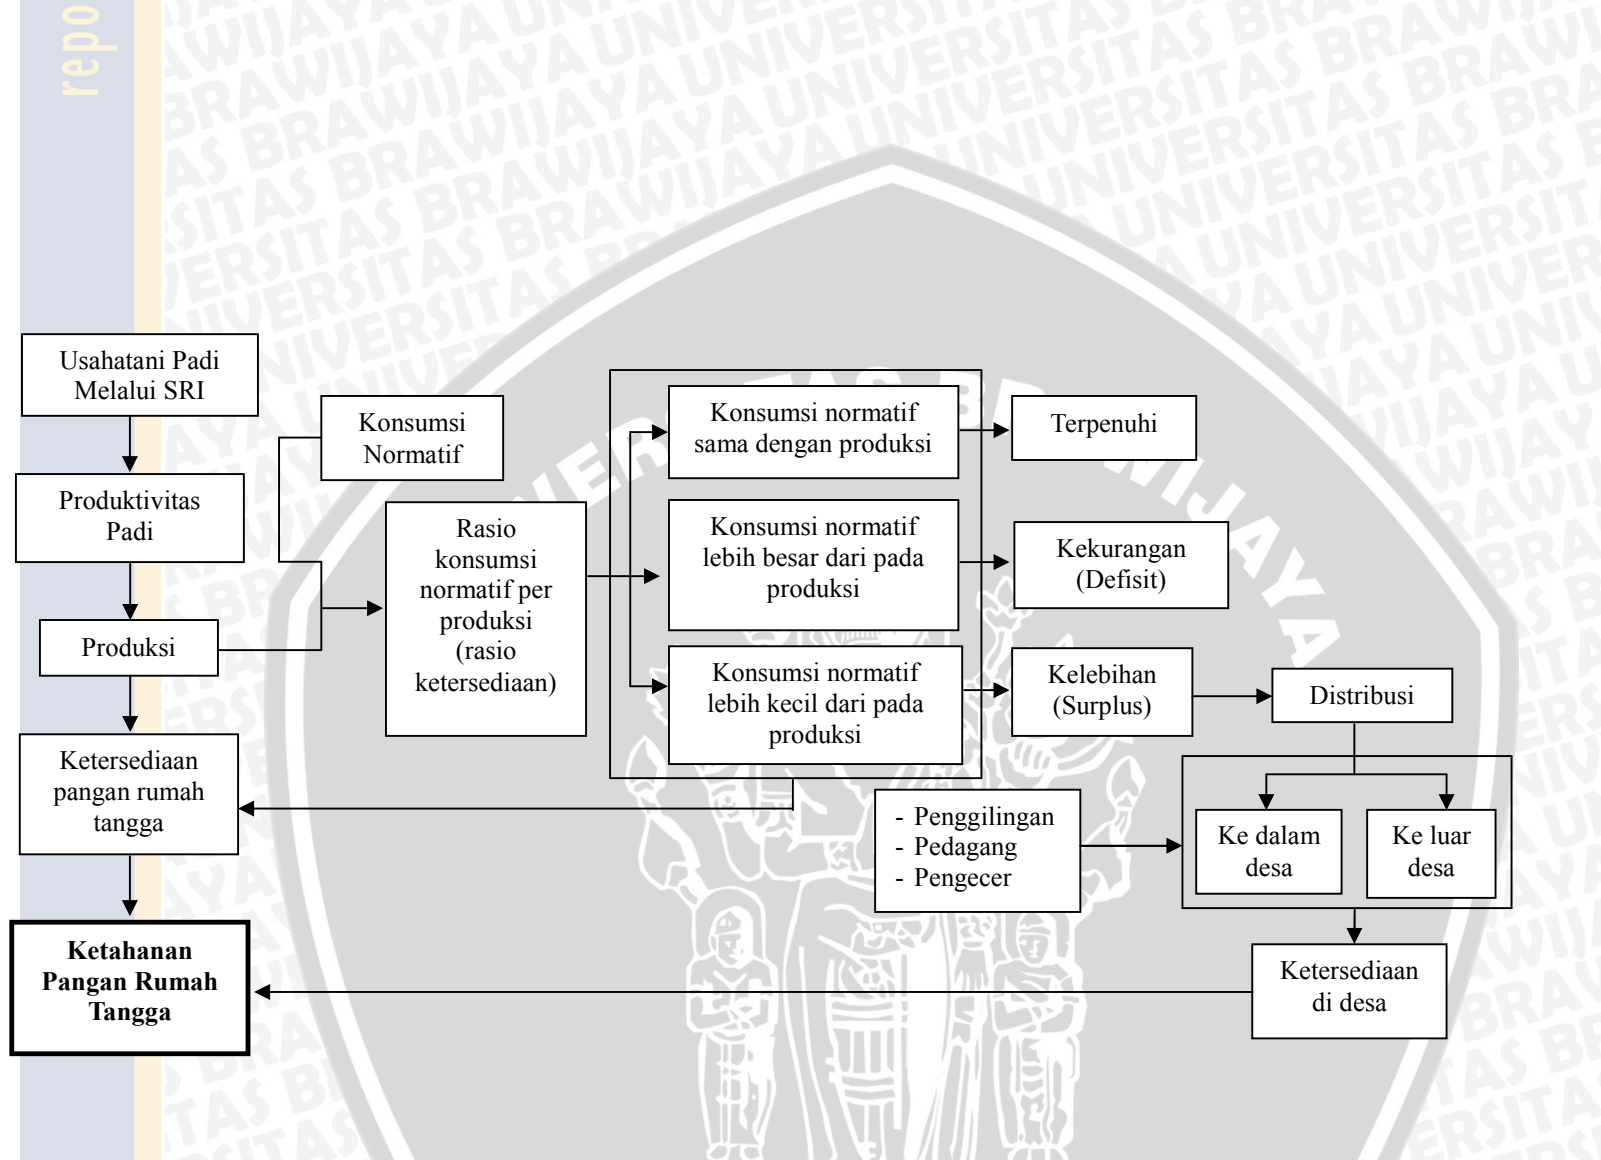 repo
Usahatani Padi
Melalui SRI
Produktivitas
Padi
Produksi
Ketersediaan
pangan rumah
tangga
Ketahanan
Pangan Rumah
Tangga
Konsumsi
Normatif
Rasio
konsumsi
normatif per
produksi
(rasio
ketersediaan)
Konsumsi normatif
sama dengan produksi
Konsumsi normatif
lebih besar dari pada
produksi
Konsumsi normatif
lebih kecil dari pada
produksi
Terpenuhi
Kekurangan
(Defisit)
Kelebihan
(Surplus)
Distribusi
- Penggilingan
- Pedagang
- Pengecer
Ke dalam
desa
Ke luar
desa
Ketersediaan
di desa
UNIVERSITAS BRAWIJAYA